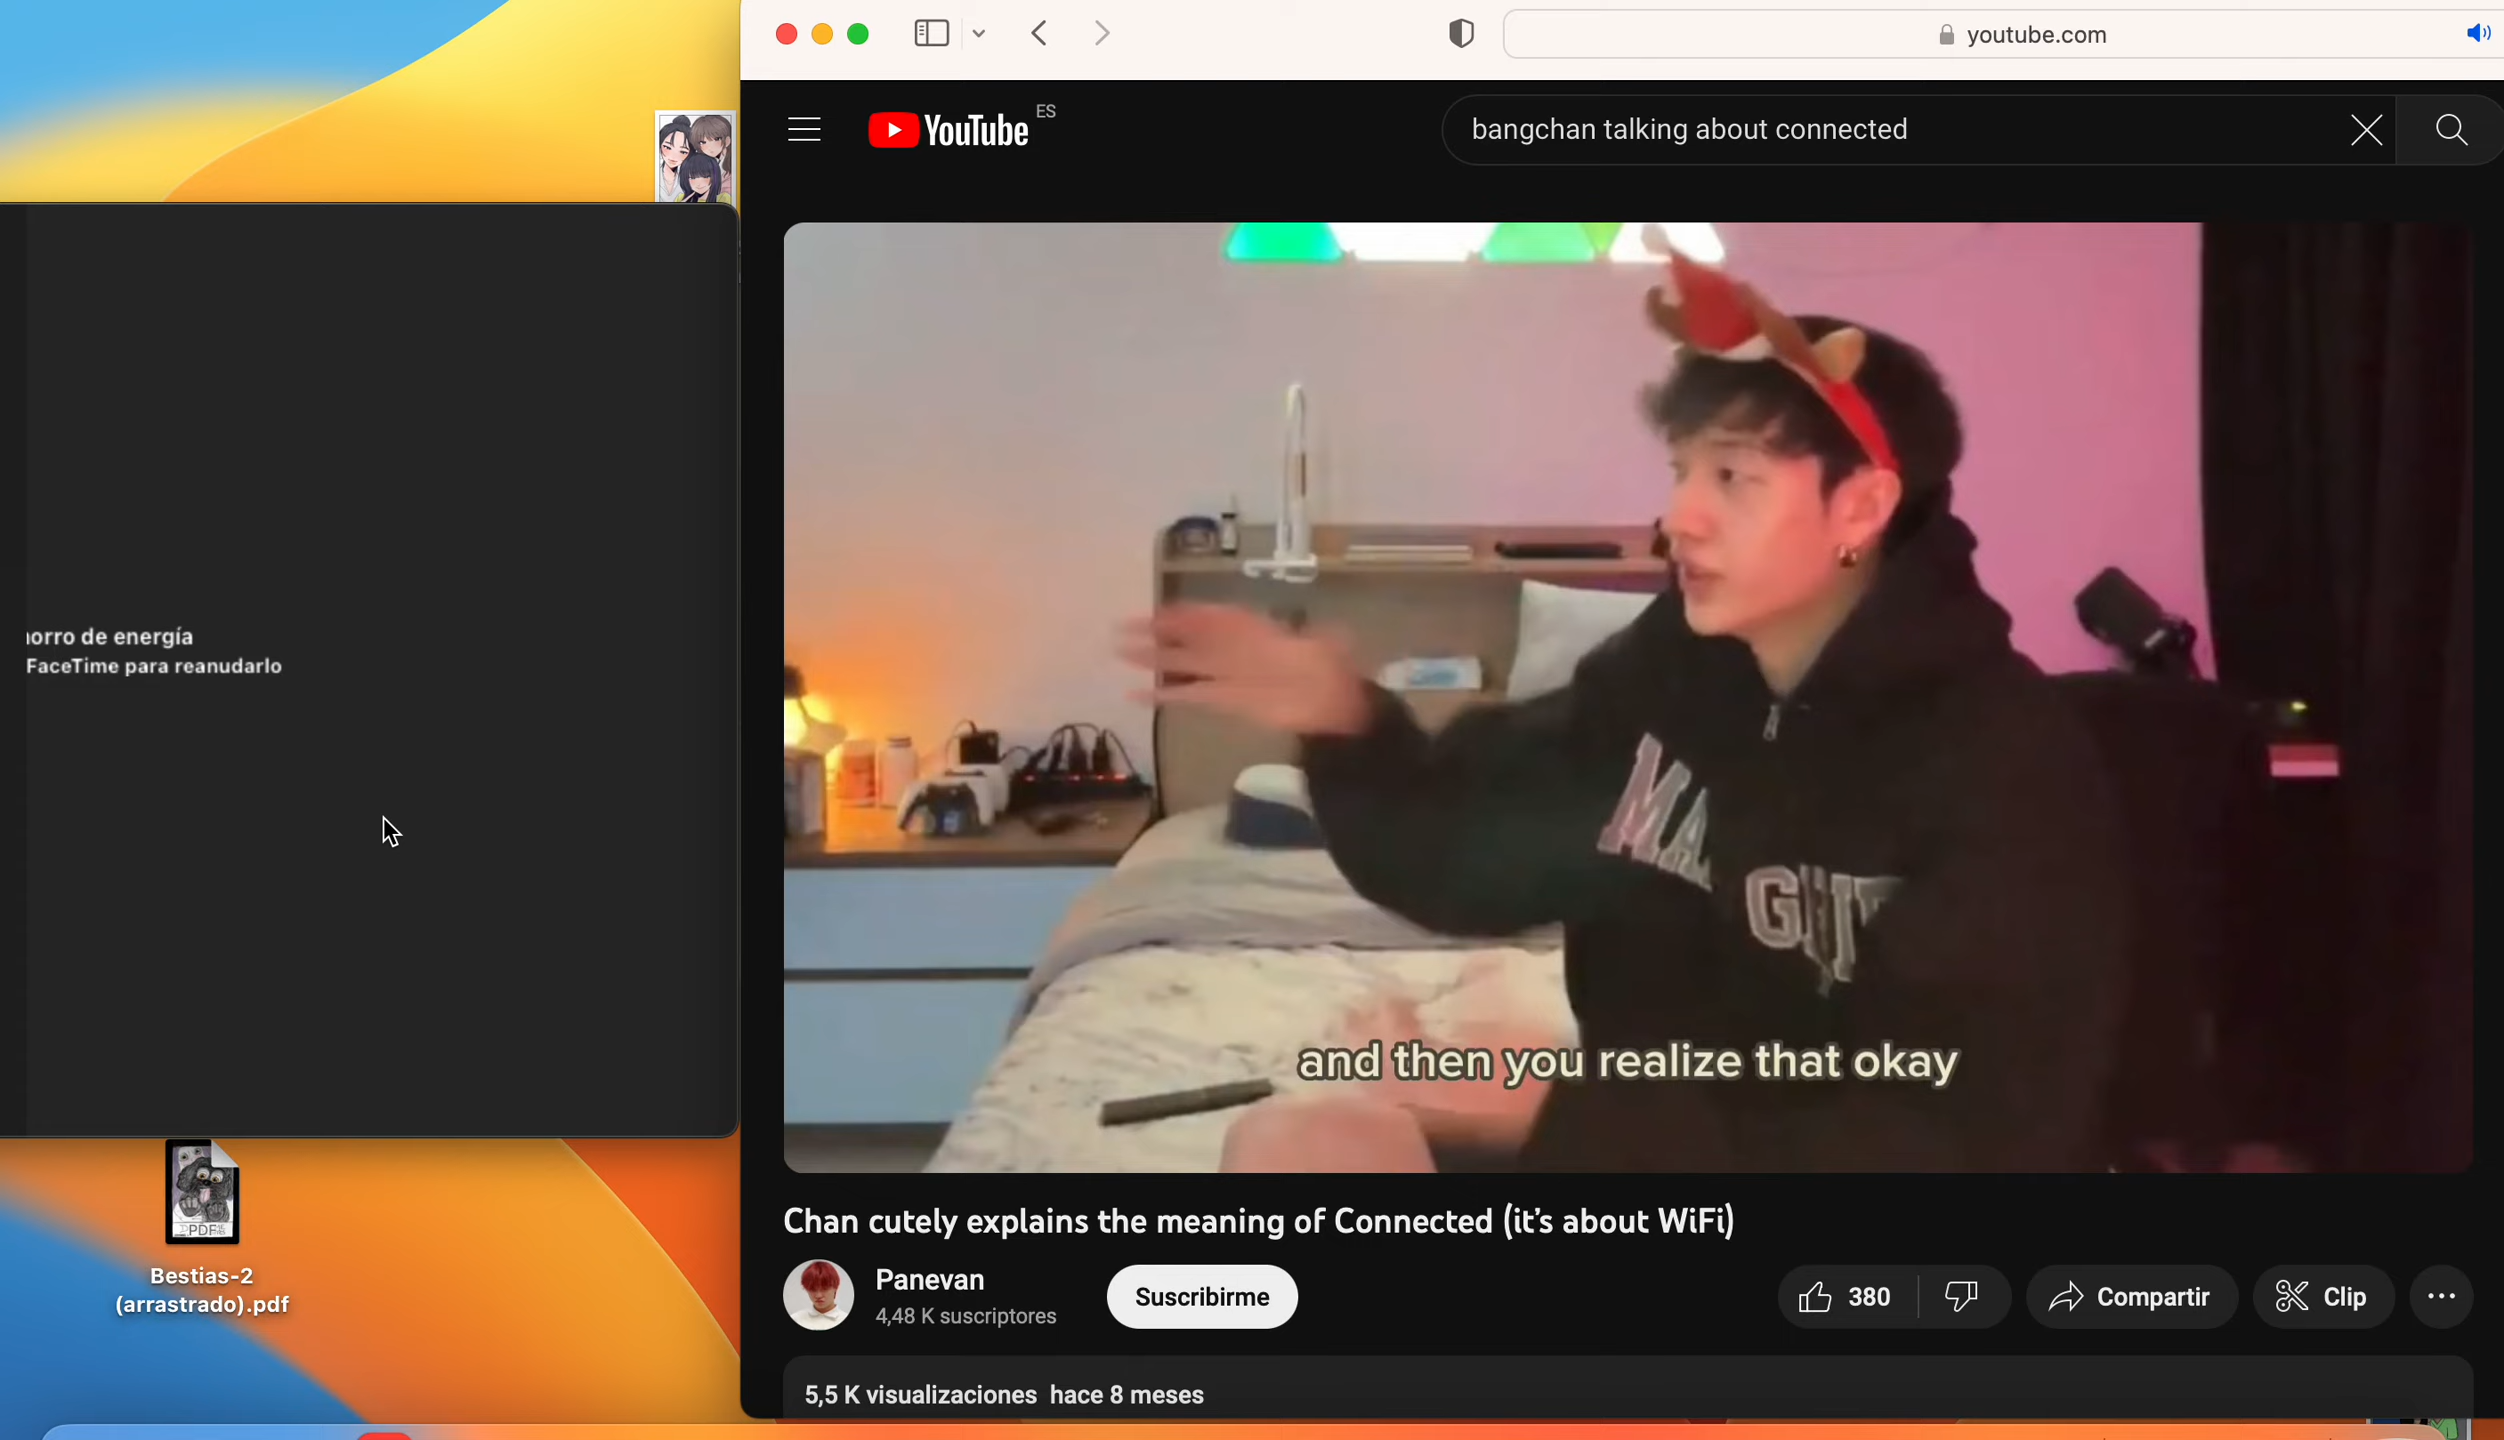 youtube.com
YouTube ES
bangchan talking about connected
de energía
FaceTime para reanudarlo
and then you realize that okay
Chan cutely explains the meaning of Connected (it's about WiFi)
Panevan
4,48 K suscriptores
Suscribirme
380
Compartir
Clip
5,5 K visualizaciones hace 8 meses
PDF
Bestias-2
(arrastrado).pdf